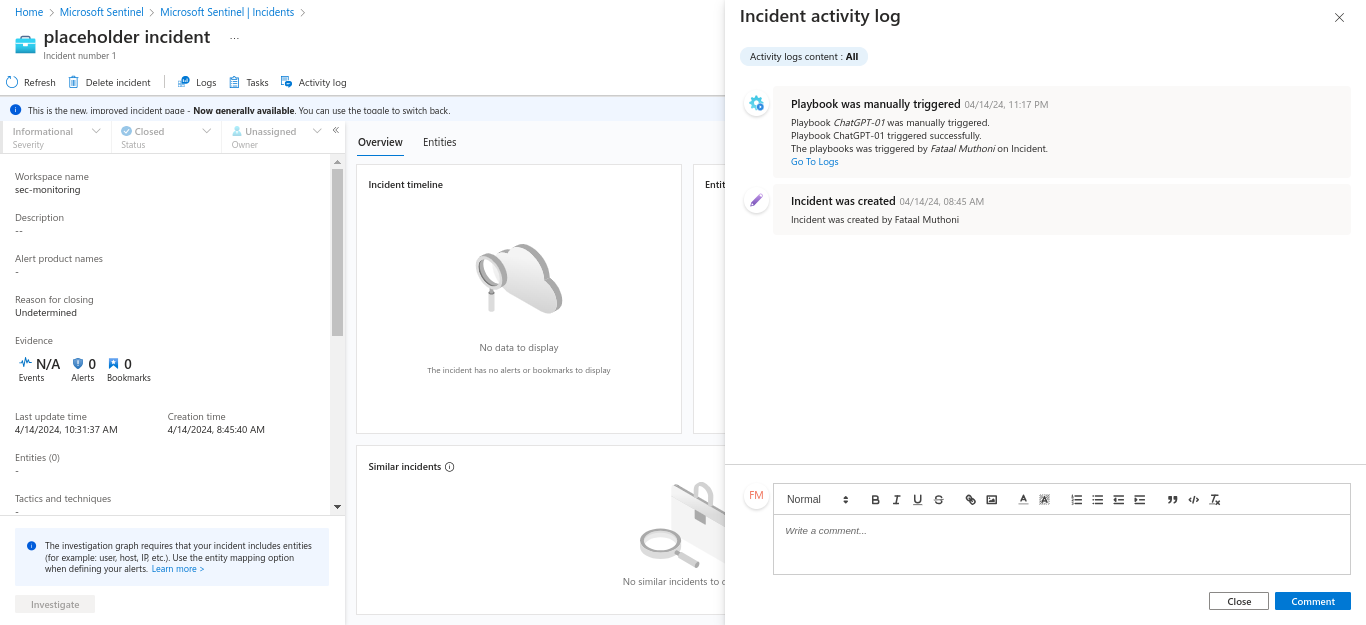 Home > Microsoft Sentinel > Microsoft Sentinel | Incidents >
placeholder incident ...
Incident number 1
Refresh Delete incident Logs Tasks Activity log
This is the new, improved incident page - Now generally available. You can use the toggle to switch back.
Informational Closed Unassigned «
Severity Status Owner
Workspace name
sec-monitoring
Description
--
Alert product names
-
Reason for closing
Undetermined
Evidence
N/A 0 0
Events Alerts Bookmarks
Last update time Creation time
4/14/2024, 10:31:37 AM 4/14/2024, 8:45:40 AM
Entities (0)
-
Tactics and techniques
-
The investigation graph requires that your incident includes entities
(for example: user, host, IP, etc.). Use the entity mapping option
when defining your alerts. Learn more >
Investigate
Overview Entities
Incident timeline
No data to display
The incident has no alerts or bookmarks to display
Entit
Similar incidents
No similar incidents to d
Incident activity log
Activity logs content : All
Playbook was manually triggered 04/14/24, 11:17 PM
Playbook ChatGPT-01 was manually triggered.
Playbook ChatGPT-01 triggered successfully.
The playbooks was triggered by Fataal Muthoni on Incident.
Go To Logs
Incident was created 04/14/24, 08:45 AM
Incident was created by Fataal Muthoni
FM
Normal B I U S A A
Write a comment...
Close Comment